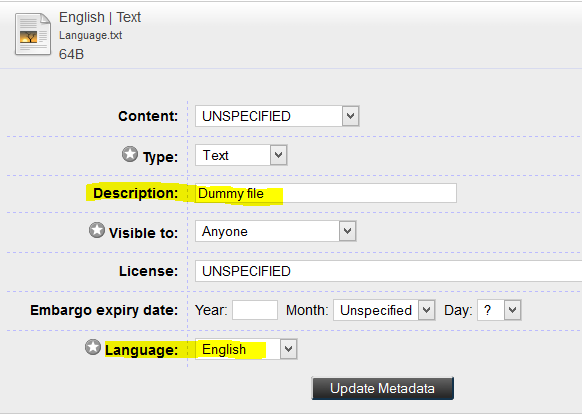 English | Text
Language.txt
64B
Content: UNSPECIFIED
Type: Text
Description: Dummy file
Visible to: Anyone
License: UNSPECIFIED
Embargo expiry date: Year: Month: Unspecified Day: ?
Language: English
Update Metadata